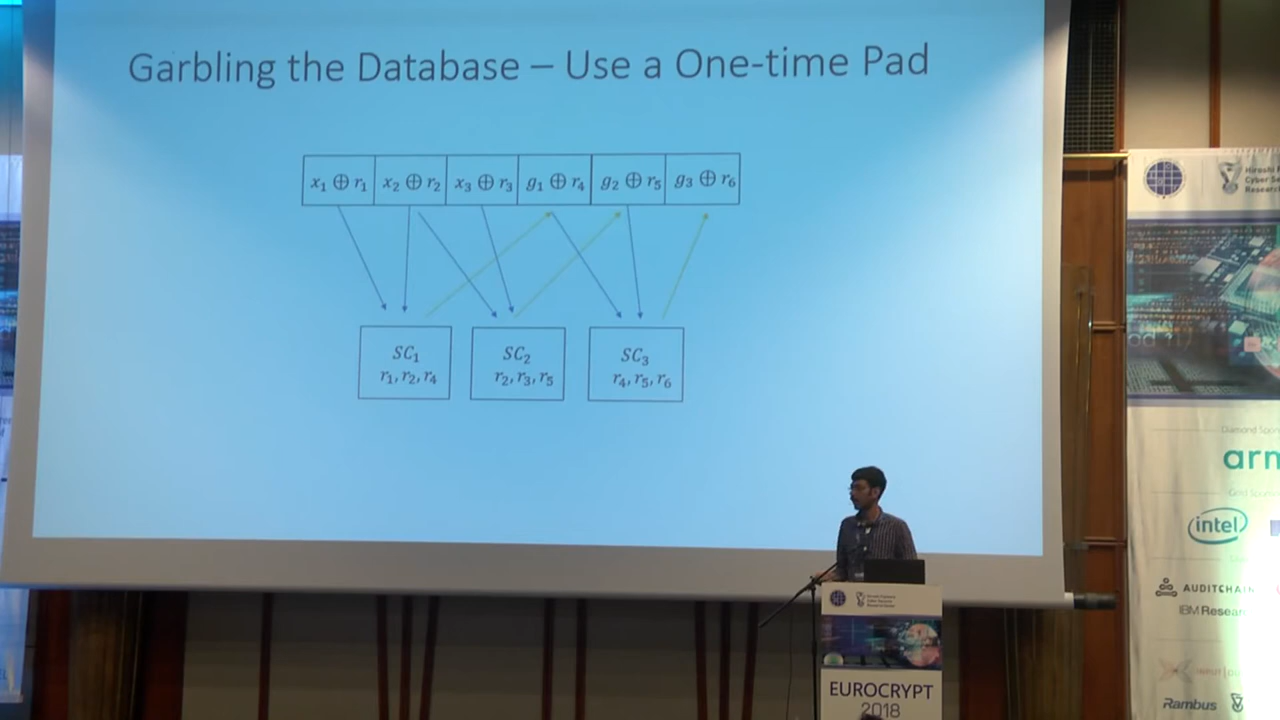 Garbling the Database – Use a One-time Pad
x₁ ⊕ r₁ x₂ ⊕ r₂ x₃ ⊕ r₃ g₁ ⊕ r₄ g₂ ⊕ r₅ g₃ ⊕ r₆
SC₁ SC₂ SC₃
r₁, r₂, r₄ r₂, r₃, r₅ r₄, r₅, r₆
EUROCRYPT
2018
Diamond
arm
intel
AUDITCHAIN
IBM Resear
Rambus